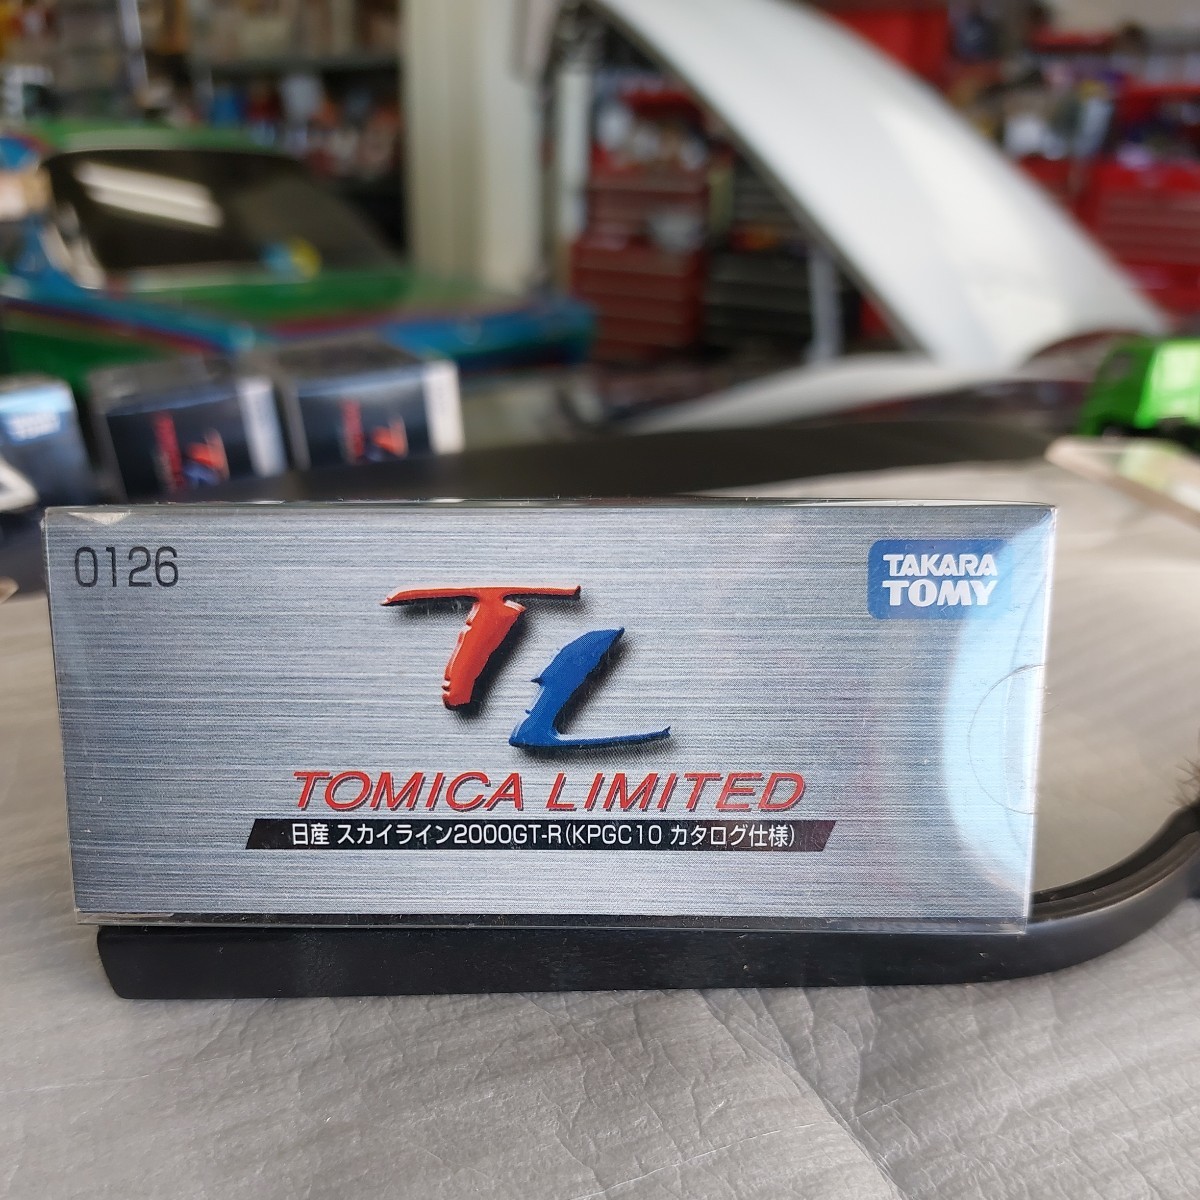 0126
TAKARA
TOMY
TL
TOMICA LIMITED
日産 スカイライン2000GT-R(KPGC10 カタログ仕様)